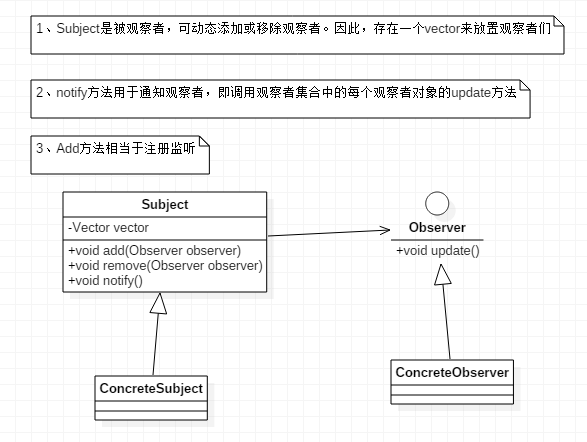 1、Subject是被观察者，可动态添加或移除观察者。因此，存在一个vector来放置观察者们
2、notify方法用于通知观察者，即调用观察者集合中的每个观察者对象的update方法
3、Add方法相当于注册监听
Subject
-Vector vector
+void add(Observer observer)
+void remove(Observer observer)
+void notify()
Observer
+void update()
ConcreteSubject
ConcreteObserver